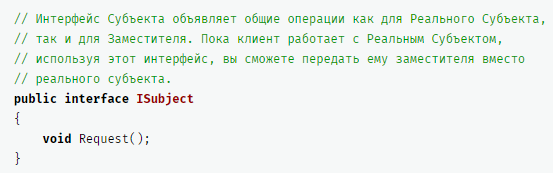 // Интерфейс Субъекта объявляет общие операции как для Реального Субъекта,
// так и для Заместителя. Пока клиент работает с Реальным Субъектом,
// используя этот интерфейс, вы сможете передать ему заместителя вместо
// реального субъекта.
public interface ISubject
{
    void Request();
}